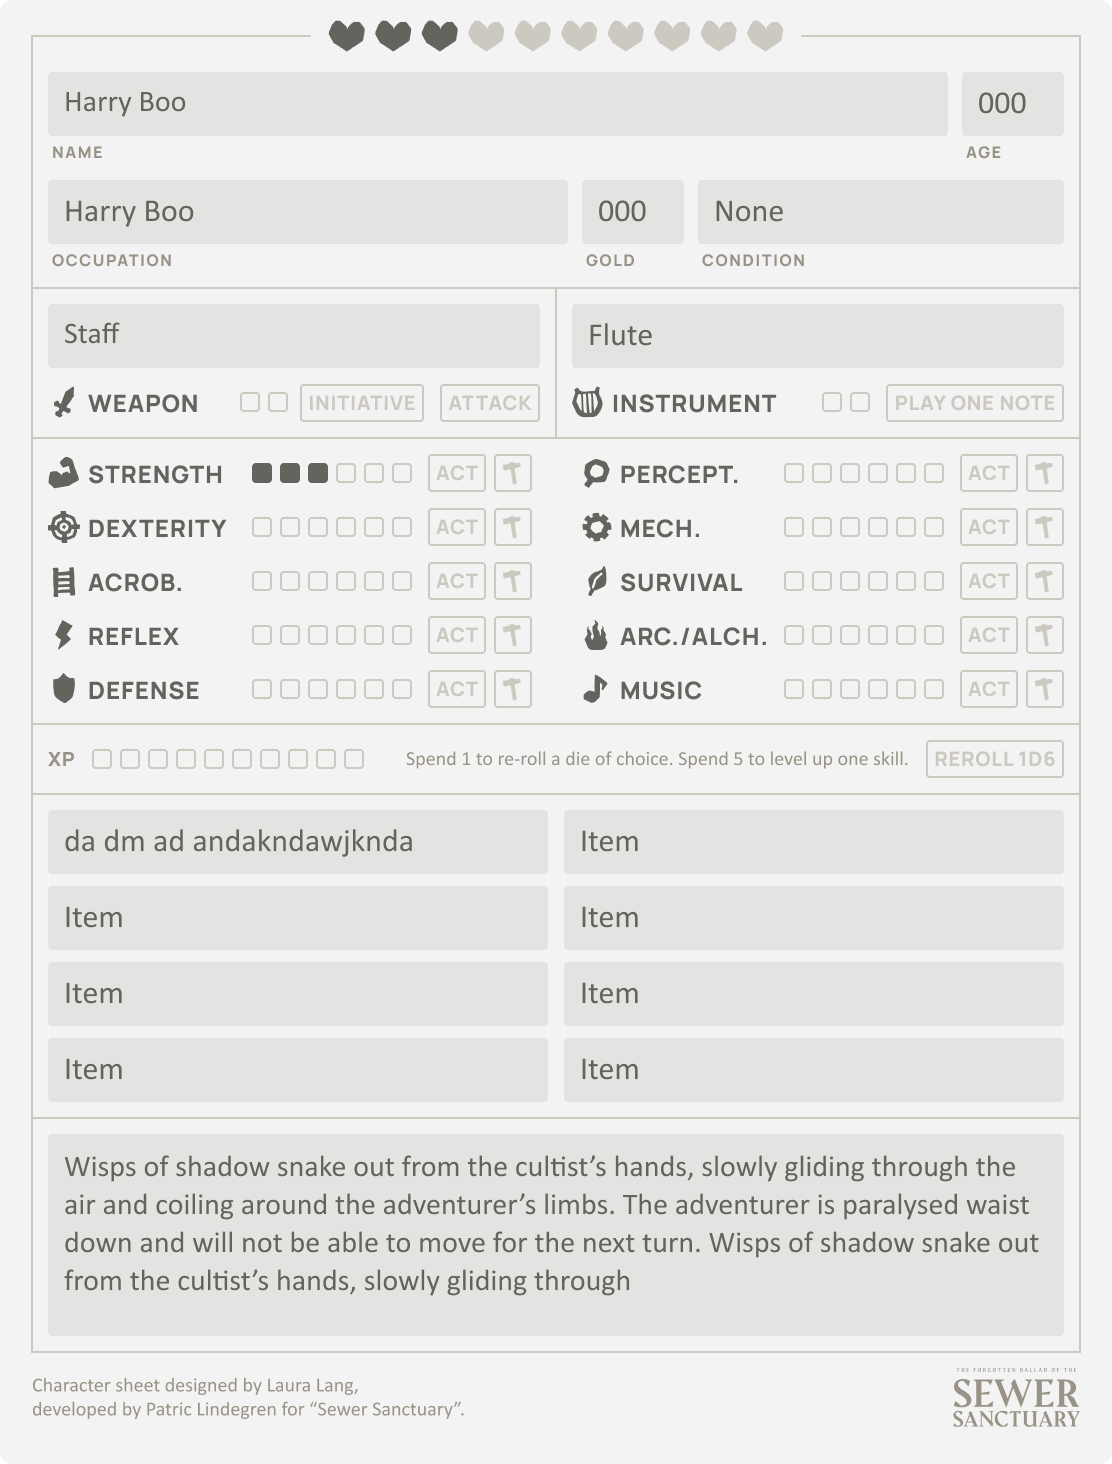 Harry Boo 000
NAME AGE
Harry Boo 000 None
OCCUPATION GOLD CONDITION
Staff Flute
WEAPON INITIATIVE ATTACK INSTRUMENT PLAY ONE NOTE
STRENGTH ACT PERCEPT. ACT
DEXTERITY ACT MECH. ACT
ACROB. ACT SURVIVAL ACT
REFLEX ACT ARC./ALCH. ACT
DEFENSE ACT MUSIC ACT
XP Spend 1 to re-roll a die of choice. Spend 5 to level up one skill. REROLL 1D6
da dm ad andakndawjknda Item
Item Item
Item Item
Item Item
Wisps of shadow snake out from the cultist’s hands, slowly gliding through the
air and coiling around the adventurer’s limbs. The adventurer is paralysed waist
down and will not be able to move for the next turn. Wisps of shadow snake out
from the cultist’s hands, slowly gliding through
Character sheet designed by Laura Lang,
developed by Patric Lindegren for “Sewer Sanctuary”.
THE FORGOTTEN BALLAD OF THE
SEWER
SANCTUARY